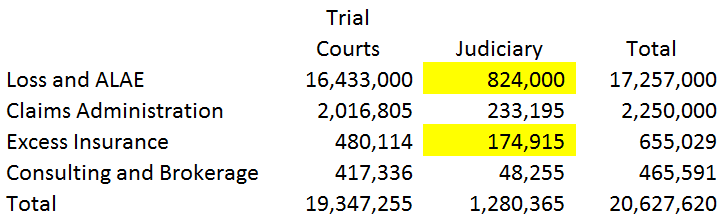 Trial
Courts Judiciary Total
Loss and ALAE 16,433,000 824,000 17,257,000
Claims Administration 2,016,805 233,195 2,250,000
Excess Insurance 480,114 174,915 655,029
Consulting and Brokerage 417,336 48,255 465,591
Total 19,347,255 1,280,365 20,627,620